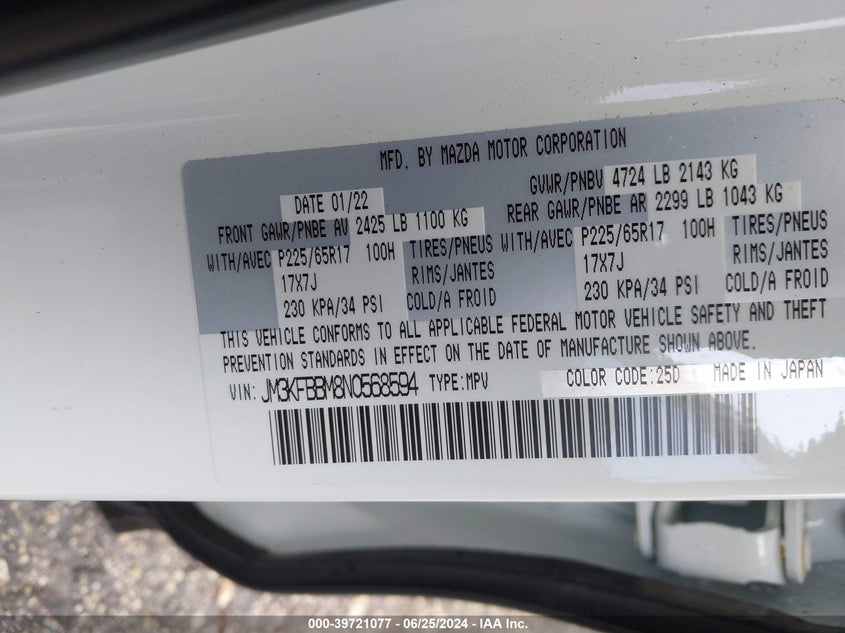 MFD. BY MAZDA MOTOR CORPORATION
DATE 01/22 GVWR/PNBV 4724 LB 2143 KG
FRONT GAWR/PNBE AV 2425 LB 1100 KG REAR GAWR/PNBE AR 2299 LB 1043 KG
WITH/AVEC P225/65R17 100H TIRES/PNEUS WITH/AVEC P225/65R17 100H TIRES/PNEUS
17X7J RIMS/JANTES 17X7J RIMS/JANTES
230 KPA/34 PSI COLD/A FROID 230 KPA/34 PSI COLD/A FROID
THIS VEHICLE CONFORMS TO ALL APPLICABLE FEDERAL MOTOR VEHICLE SAFETY AND THEFT
PREVENTION STANDARDS IN EFFECT ON THE DATE OF MANUFACTURE SHOWN ABOVE.
VIN: JM3KFBBM8N0568594 TYPE:MPV COLOR CODE:25D MADE IN JAPAN
000-39721077 - 06/25/2024 - IAA Inc.